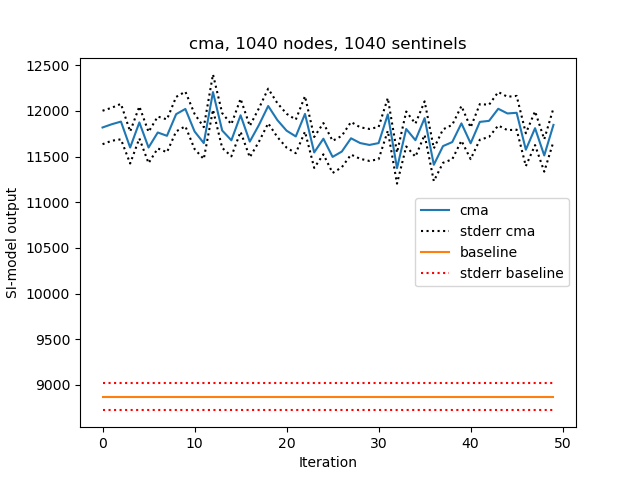 cma, 1040 nodes, 1040 sentinels
12500
12000
11500
11000
10500
10000
9500
9000
SI-model output
cma
stderr cma
baseline
stderr baseline
0 10 20 30 40 50
Iteration